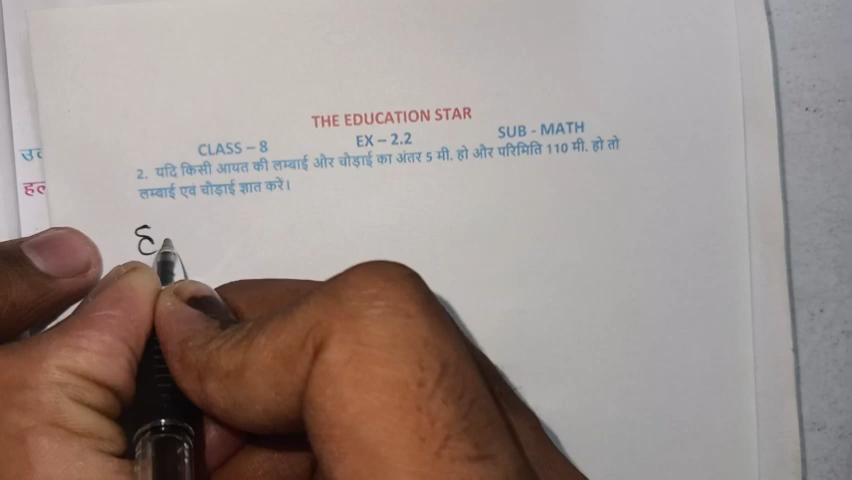 THE EDUCATION STAR
CLASS – 8 EX – 2.2 SUB - MATH
2. यदि किसी आयत की लम्बाई और चोड़ाई का अंतर 5 मी. हो और परिमिति 110 मी. हो तो
लम्बाई एवं चौड़ाई ज्ञात करें।